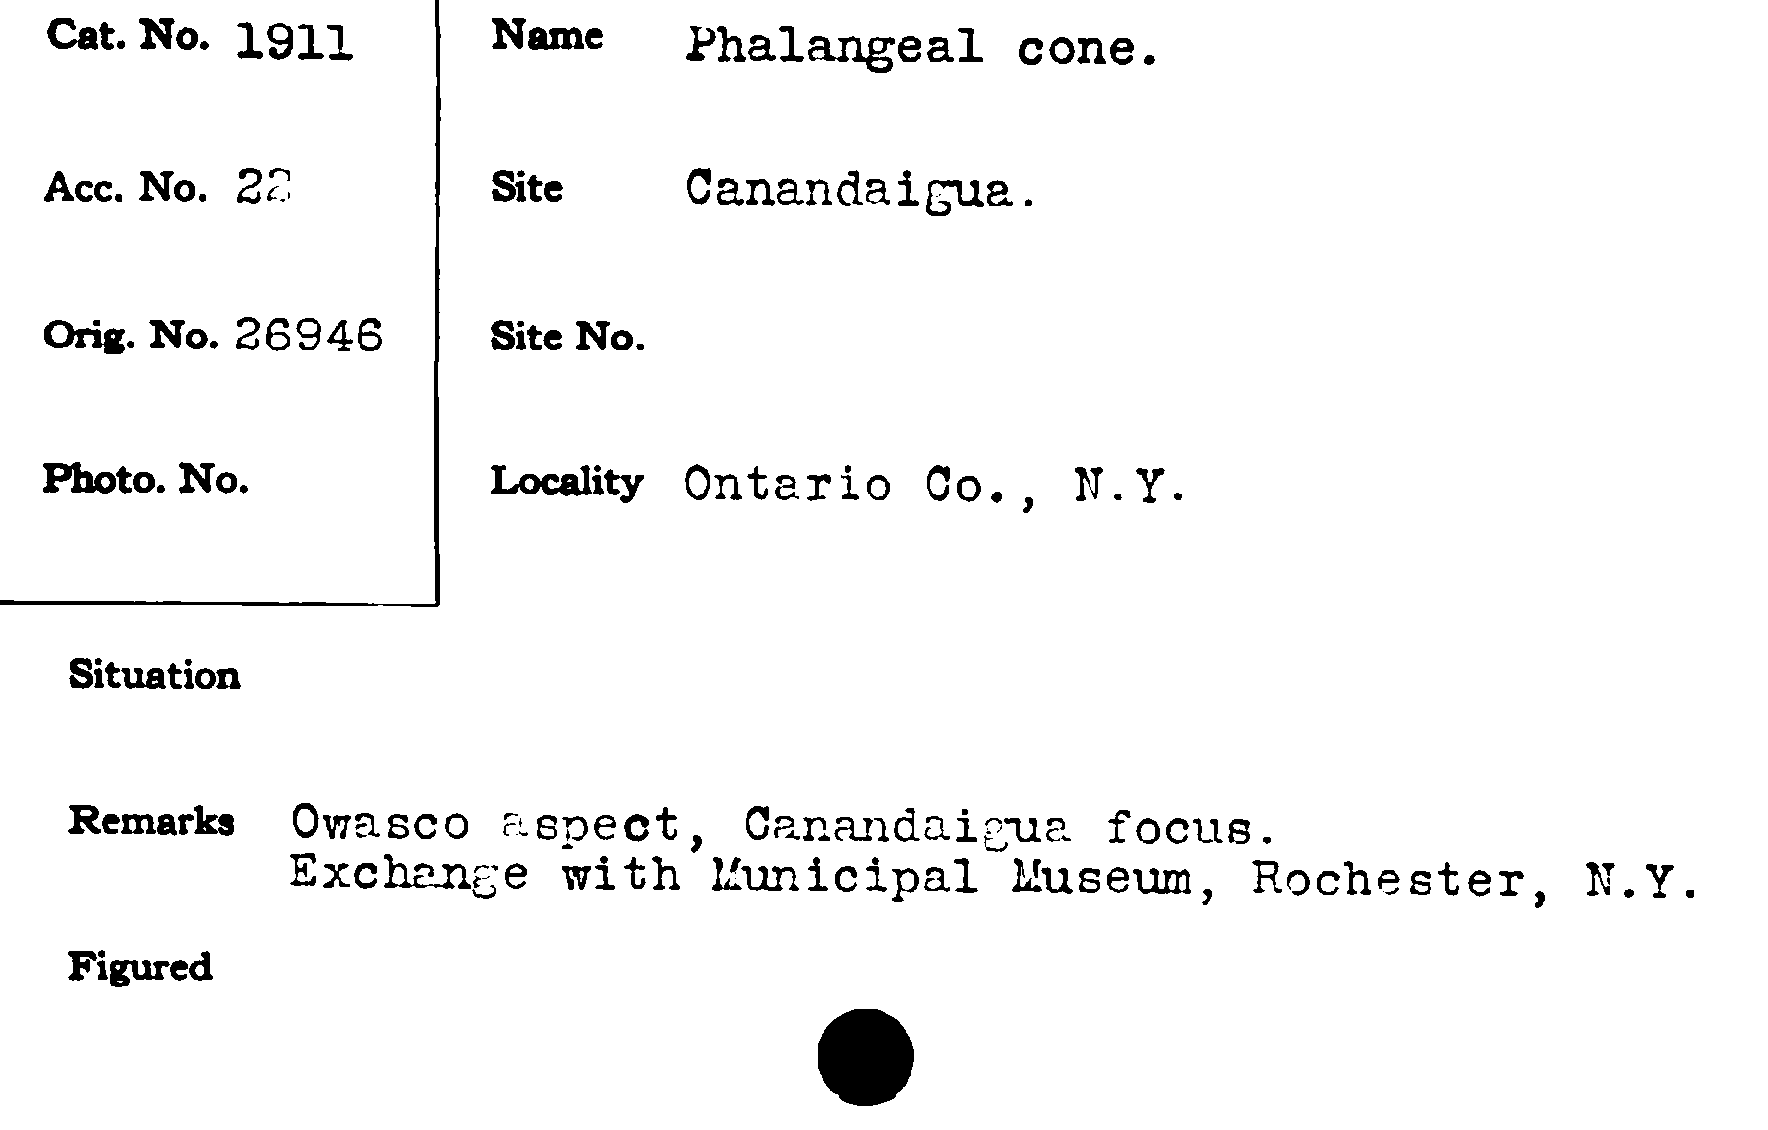 Cat. No. 1911
Name Phalangeal cone.
Acc. No. 22
Site Canandaigua.
Orig. No. 26946
Site No.
Photo. No.
Locality Ontario Co., N.Y.
Situation
Remarks Owasco aspect, Canandaigua focus.
Exchange with Municipal Museum, Rochester, N.Y.
Figured